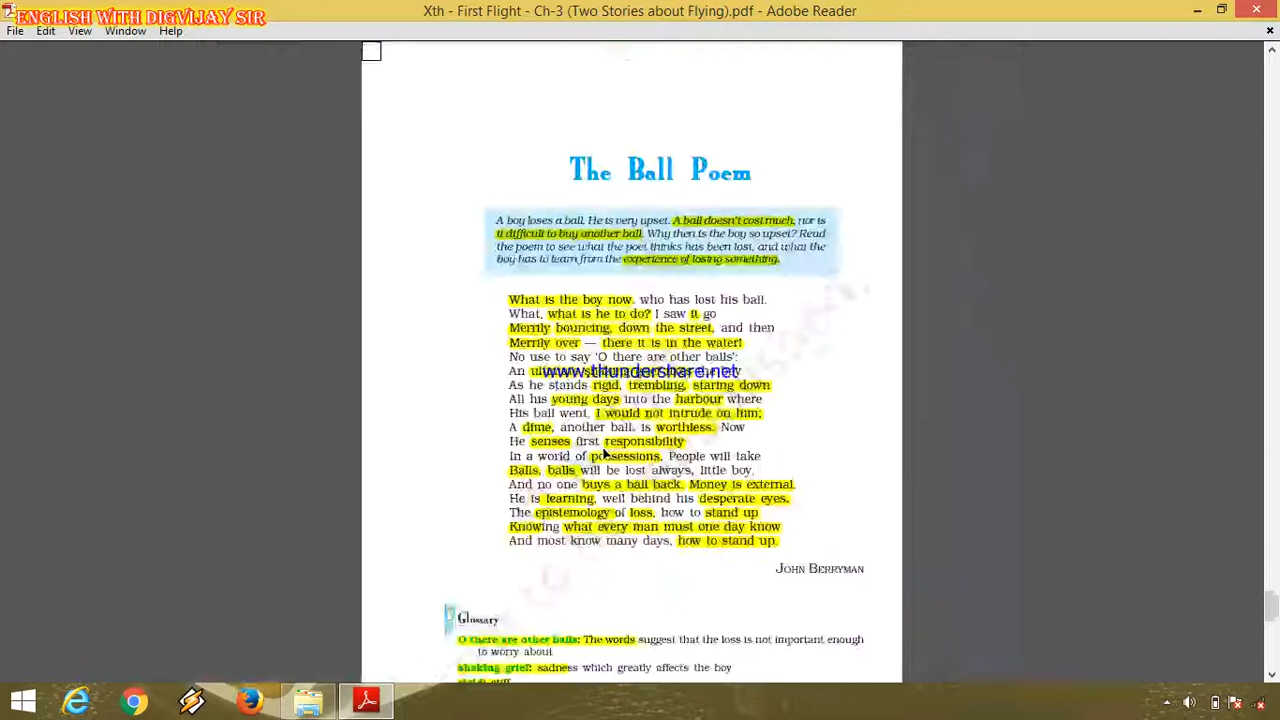 ENGLISH WITH DIGVIJAY SIR
Xth - First Flight - Ch-3 (Two Stories about Flying).pdf - Adobe Reader
File Edit View Window Help
The Ball Poem
A boy loses a ball. He is very upset. A ball doesn't cost much, nor is
it difficult to buy another ball. Why then is the boy so upset? Read
the poem to see what the poet thinks has been lost, and what the
boy has to learn from the experience of losing something.
What is the boy now, who has lost his ball.
What, what is he to do? I saw it go
Merrily bouncing, down the street, and then
Merrily over — there it is in the water!
No use to say 'O there are other balls':
An boy
www.thundershare.net
As he stands rigid, trembling, staring down
All his young days into the harbour where
His ball went. I would not intrude on him;
A dime, another ball, is worthless. Now
He senses first responsibility
In a world of possessions. People will take
Balls, balls will be lost always, little boy.
And no one buys a ball back. Money is external.
He is learning, well behind his desperate eyes,
The epistemology of loss, how to stand up
Knowing what every man must one day know
And most know many days, how to stand up.
JOHN BERRYMAN
Glossary
O there are other balls: The words suggest that the loss is not important enough
to worry about
shaking grief: sadness which greatly affects the boy